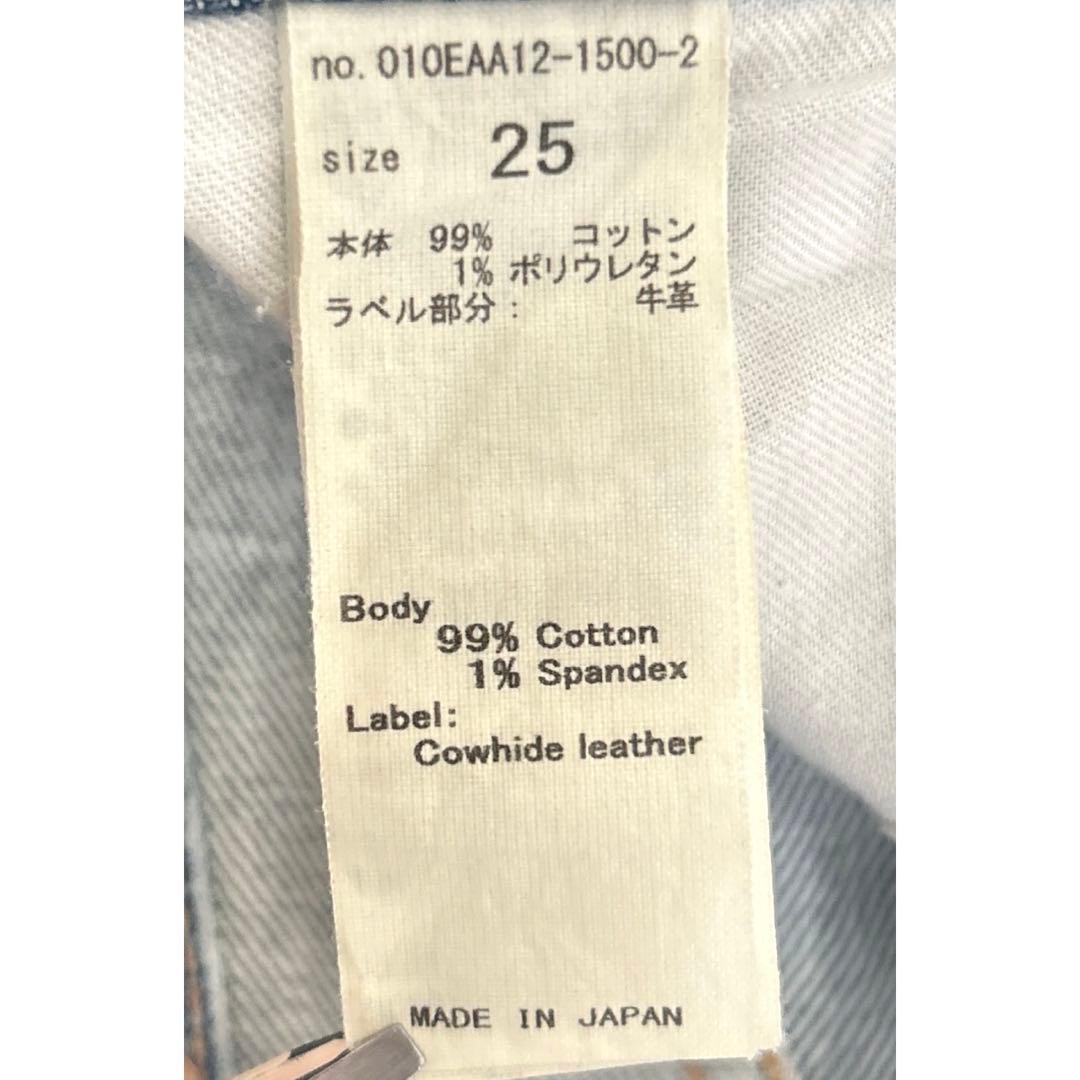 no. 010EAA12-1500-2
size 25
本体 99% コットン
1% ポリウレタン
ラベル部分: 牛革
Body
99% Cotton
1% Spandex
Label:
Cowhide leather
MADE IN JAPAN